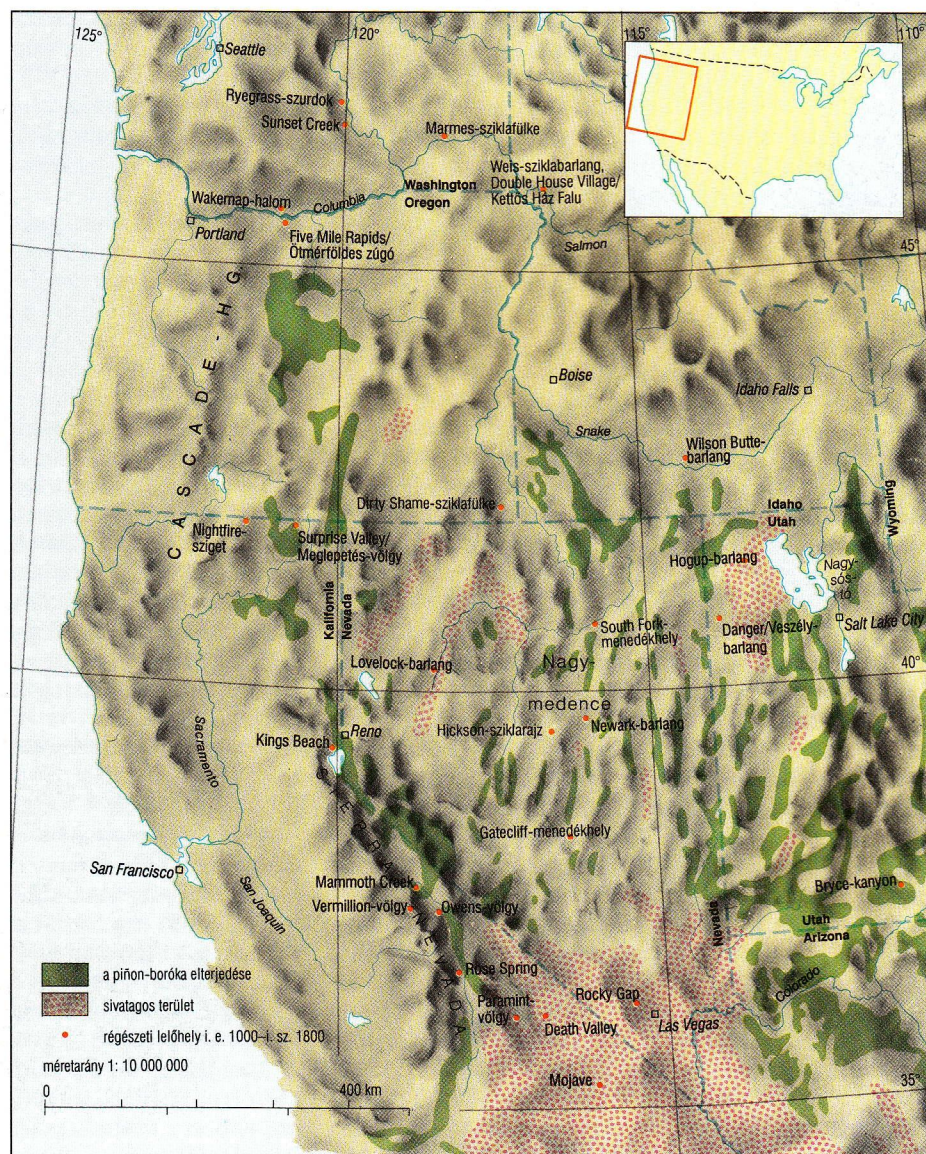 125°
120°
115°
110°
Seattle
Ryegrass-szurdok
Sunset Creek
Marmes-sziklafülke
Washington
Oregon
Weis-sziklabarlang,
Double House Village/
Kettős Ház Falu
Wakemap-halom
Columbia
Portland
Five Mile Rapids/
Ötmérföldes zúgó
Salmon
45°
CASCADE-HG
Boise
Idaho Falls
Snake
Wilson Butte-
barlang
Dirty Shame-sziklafülke
Idaho
Utah
Wyoming
Nightfire-
sziget
Surprise Valley/
Meglepetés-völgy
Hogup-barlang
Nagy-
sós-
tó
Kalifornia
Nevada
South Fork-
menedékhely
Danger/Veszély-
barlang
Salt Lake City
Lovelock-barlang
Nagy-
medence
40°
Sacramento
Kings Beach
Reno
Hickson-sziklarajz
Newark-barlang
SIERRA NEVADA
Gatecliff-menedékhely
San Francisco
San Joaquin
Mammoth Creek
Vermillion-völgy
Owens-völgy
Bryce-kanyon
Nevada
Utah
Arizona
Colorado
Rose Spring
Paramint-
völgy
Rocky Gap
Death Valley
Las Vegas
Mojave
35°
a piñon-boróka elterjedése
sivatagos terület
régészeti lelőhely i. e. 1000–i. sz. 1800
méretarány 1: 10 000 000
0
400 km